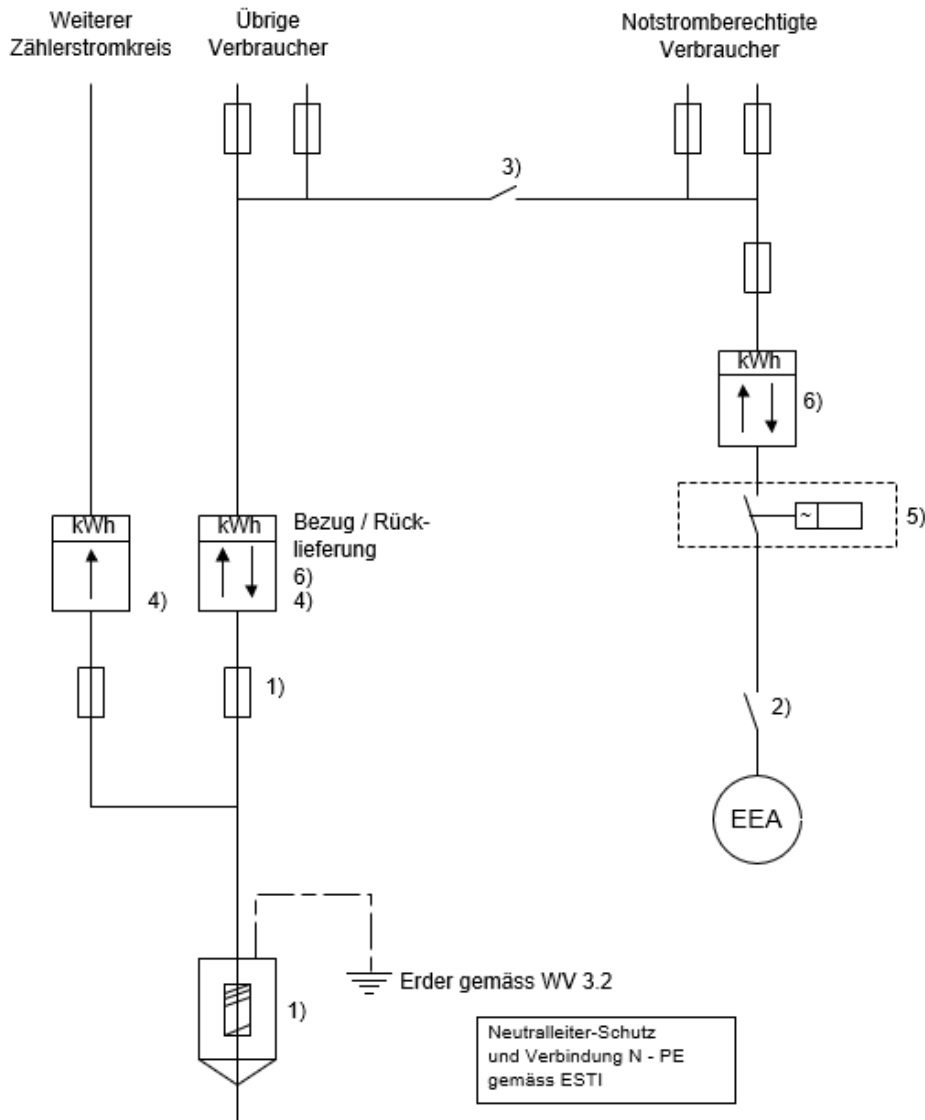 Weiterer
Zählerstromkreis
Übrige
Verbraucher
Notstromberechtigte
Verbraucher
3)
kWh
6)
kWh
4)
kWh
Bezug / Rück-
lieferung
6)
4)
~
5)
1)
2)
EEA
Erder gemäss WV 3.2
1)
Neutralleiter-Schutz
und Verbindung N - PE
gemäss ESTI